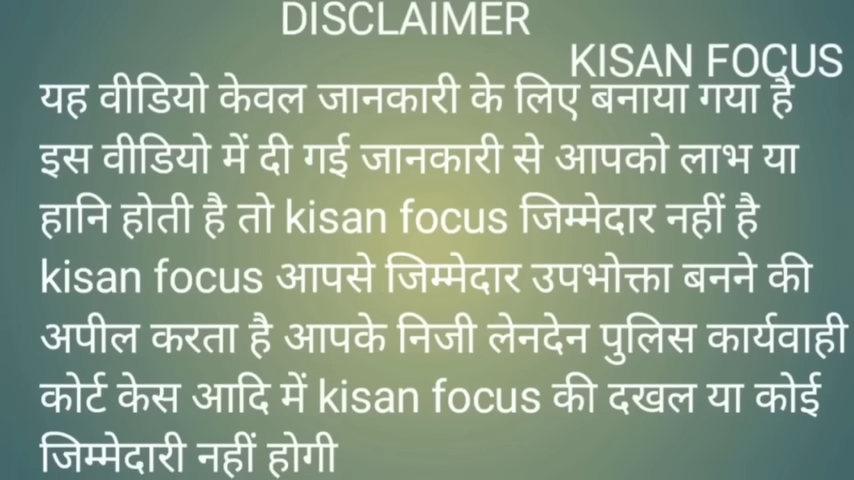 DISCLAIMER
KISAN FOCUS
यह वीडियो केवल जानकारी के लिए बनाया गया है
इस वीडियो में दी गई जानकारी से आपको लाभ या
हानि होती है तो kisan focus जिम्मेदार नहीं है
kisan focus आपसे जिम्मेदार उपभोक्ता बनने की
अपील करता है आपके निजी लेनदेन पुलिस कार्यवाही
कोर्ट केस आदि में kisan focus की दखल या कोई
जिम्मेदारी नहीं होगी